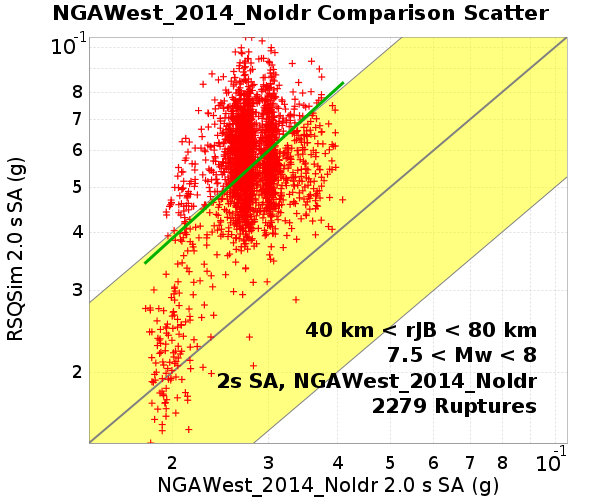 NGAWest_2014_NoIdr Comparison Scatter
RSQSim 2.0 s SA (g)
10-1
8
7
6
5
4
3
2
40 km < rJB < 80 km
7.5 < Mw < 8
2s SA, NGAWest_2014_NoIdr
2279 Ruptures
2 3 4 5 6 7 8 10-1
NGAWest_2014_NoIdr 2.0 s SA (g)